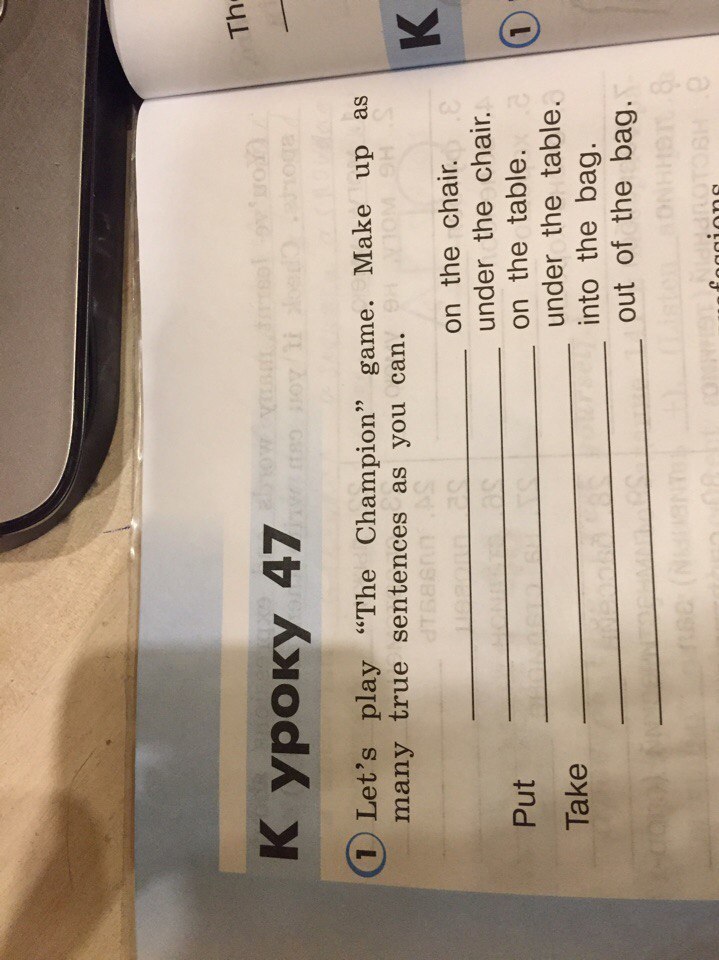 К уроку 47
1 Let's play "The Champion" game. Make up as
many true sentences as you can.
Put
Take
on the chair.
under the chair.
on the table.
under the table.
into the bag.
out of the bag.
К
1